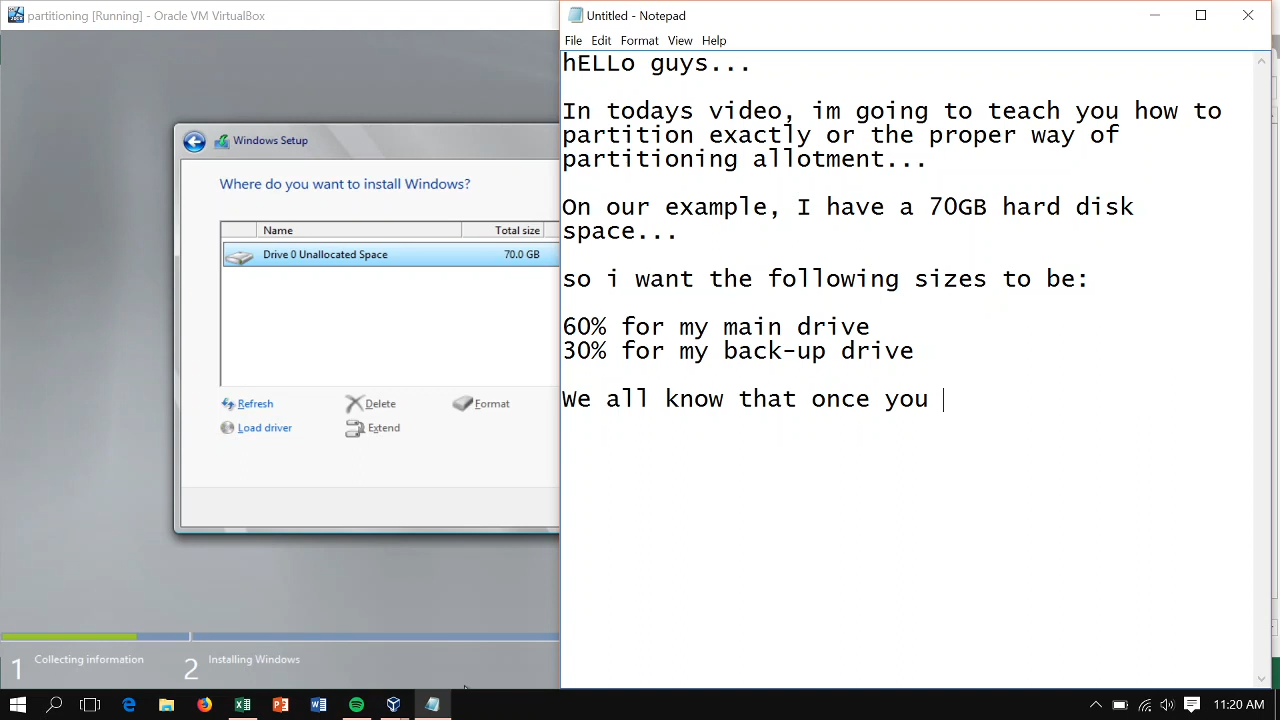 partitioning [Running] - Oracle VM VirtualBox
Untitled - Notepad
File Edit Format View Help
hELLo guys...
In todays video, im going to teach you how to
partition exactly or the proper way of
partitioning allotment...
On our example, I have a 70GB hard disk
space...
so i want the following sizes to be:
60% for my main drive
30% for my back-up drive
We all know that once you
Windows Setup
Where do you want to install Windows?
Name Total size
Drive 0 Unallocated Space 70.0 GB
Refresh Delete Format
Load driver Extend
1 Collecting information 2 Installing Windows
11:20 AM